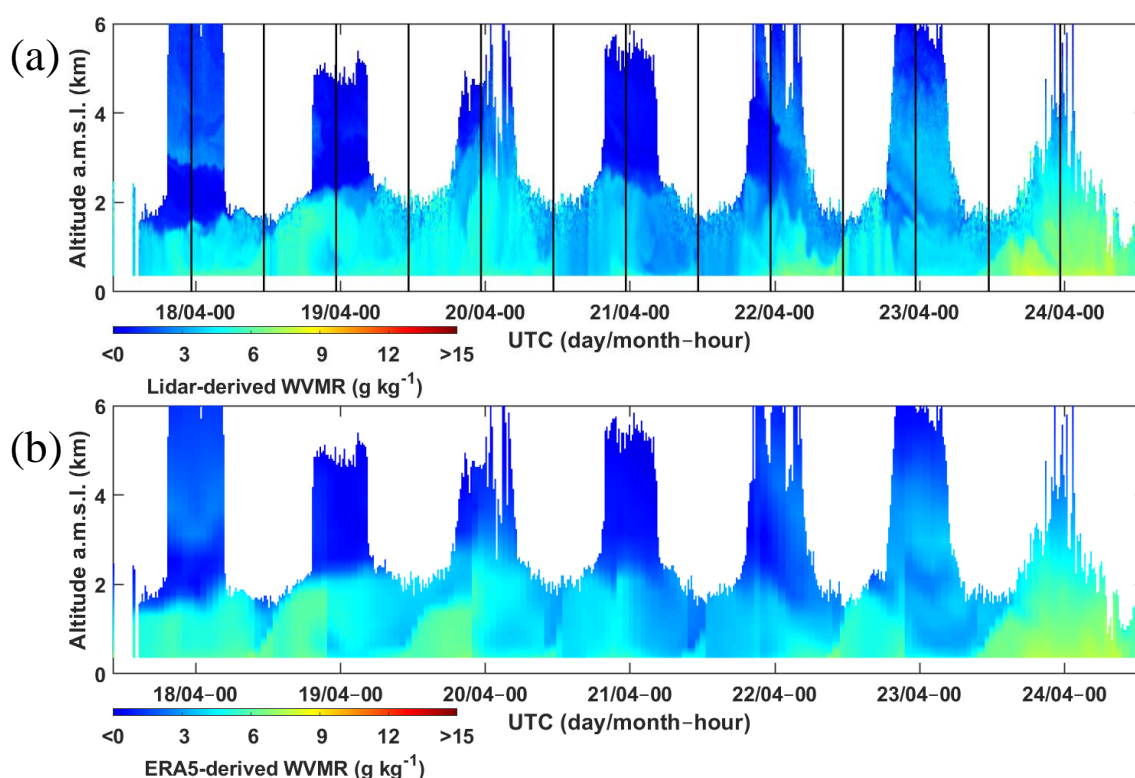 (a)
Altitude a.m.s.l. (km)
6
4
2
0
18/04-00 19/04-00 20/04-00 21/04-00 22/04-00 23/04-00 24/04-00
UTC (day/month−hour)
<0 3 6 9 12 >15
Lidar-derived WVMR (g kg⁻¹)
(b)
Altitude a.m.s.l. (km)
6
4
2
0
18/04−00 19/04−00 20/04−00 21/04−00 22/04−00 23/04−00 24/04−00
UTC (day/month−hour)
<0 3 6 9 12 >15
ERA5-derived WVMR (g kg⁻¹)